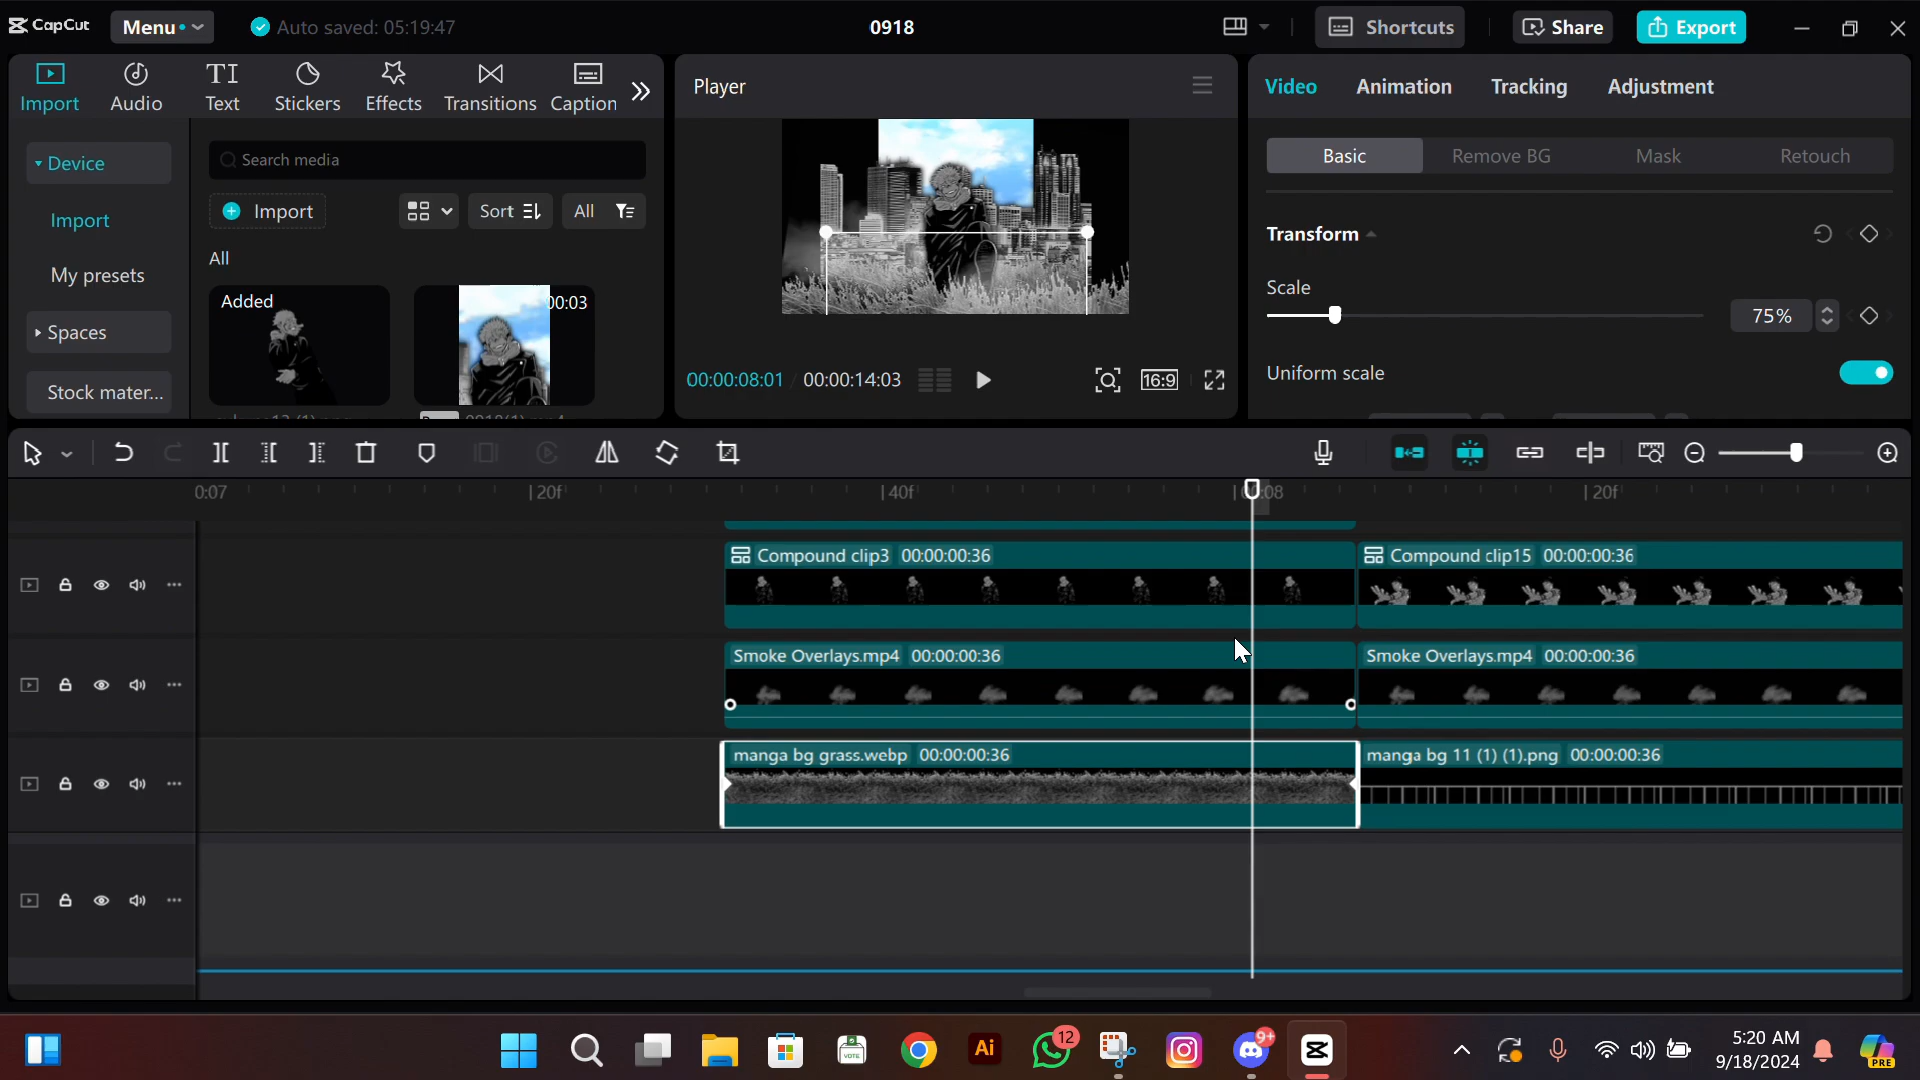 CapCut Menu Auto saved: 05:19:47 0918 Shortcuts Share Export
Import Audio Text Stickers Effects Transitions Caption
Device
Import
My presets
Spaces
Stock mater...
Search media
Import Sort All
All
Added 00:03
Player
00:00:08:01 / 00:00:14:03 16:9
Video Animation Tracking Adjustment
Basic Remove BG Mask Retouch
Transform
Scale
75%
Uniform scale
0:07 20f 40f 00:08 20f
Compound clip3 00:00:00:36 Compound clip15 00:00:00:36
Smoke Overlays.mp4 00:00:00:36 Smoke Overlays.mp4 00:00:00:36
manga bg grass.webp 00:00:00:36 manga bg 11 (1) (1).png 00:00:00:36
VOTE Ai 12 9+ PRE
5:20 AM
9/18/2024